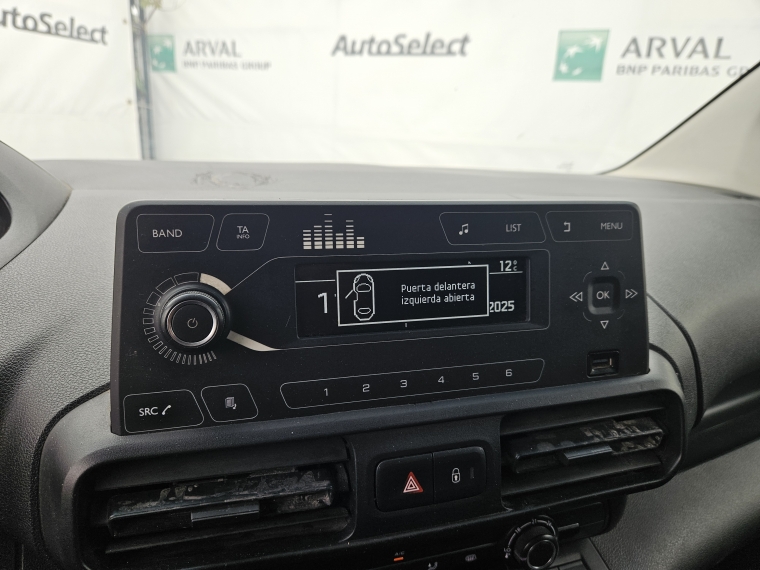 AutoSelect
ARVAL
BNP PARIBAS GROUP
AutoSelect
ARVAL
BNP PARIBAS GR
BAND
TA
INFO
LIST
MENU
12°C
Puerta delantera
izquierda abierta
1
2025
OK
SRC
1 2 3 4 5 6
A/C